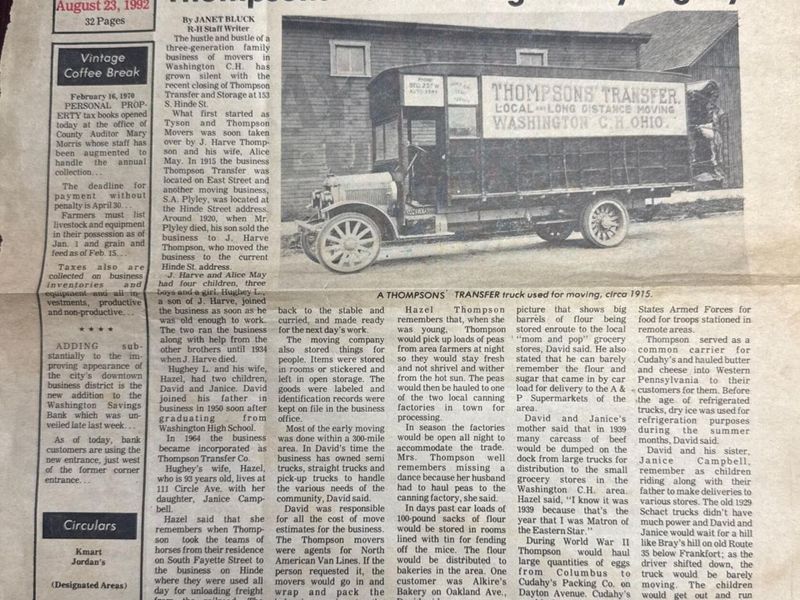 August 23, 1992
32 Pages
Vintage
Coffee Break
February 16, 1970
PERSONAL PROP-
ERTY tax books opened
today at the office of
County Auditor Mary
Morris whose staff has
been augmented to
handle the annual
collection...
The deadline for
payment without
penalty is April 30...
Farmers must list
livestock and equipment
in their possession as of
Jan. 1 and grain and
feed as of Feb. 15...
Taxes also are
collected on business
inventories and
equipment and all in-
vestments, productive
and non-productive...
* * * *
ADDING sub-
stantially to the im-
proving appearance of
the city's downtown
business district is the
new addition to the
Washington Savings
Bank which was un-
veiled late last week...
As of today, bank
customers are using the
new entrance, just west
of the former corner
entrance...
Circulars
Kmart
Jordan's
(Designated Areas)
By JANET BLUCK
R-H Staff Writer
The hustle and bustle of a
three-generation family
business of movers in
Washington C.H. has
grown silent with the
recent closing of Thompson
Transfer and Storage at 153
S. Hinde St.
What first started as
Tyson and Thompson
Movers was soon taken
over by J. Harve Thomp-
son and his wife, Alice
May. In 1915 the business
Thompson Transfer was
located on East Street and
another moving business,
S.A. Plyley, was located at
the Hinde Street address.
Around 1920, when Mr.
Plyley died, his son sold the
business to J. Harve
Thompson, who moved the
business to the current
Hinde St. address.
J. Harve and Alice May
had four children, three
boys and a girl. Hughey L.,
a son of J. Harve, joined
the business as soon as he
was old enough to work.
The two ran the business
along with help from the
other brothers until 1934
when J. Harve died.
Hughey L. and his wife,
Hazel, had two children,
David and Janice. David
joined his father in
business in 1950 soon after
graduating from
Washington High School.
In 1964 the business
became incorporated as
Thompson Transfer Co.
Hughey's wife, Hazel,
who is 93 years old, lives at
111 Circle Ave. with her
daughter, Janice Camp-
bell.
Hazel said that she
remembers when Thomp-
son took the teams of
horses from their residence
on South Fayette Street to
the business on Hinde
where they were used all
day for unloading freight
THOMPSONS' TRANSFER.
LOCAL AND LONG DISTANCE MOVING
WASHINGTON C.H. OHIO.
A THOMPSONS' TRANSFER truck used for moving, circa 1915.
back to the stable and
curried, and made ready
for the next day's work.
The moving company
also stored things for
people. Items were stored
in rooms or stickered and
left in open storage. The
goods were labeled and
identification records were
kept on file in the business
office.
Most of the early moving
was done within a 300-mile
area. In David's time the
business has owned semi
trucks, straight trucks and
pick-up trucks to handle
the various needs of the
community, David said.
David was responsible
for all the cost of move
estimates for the business.
The Thompson movers
were agents for North
American Van Lines. If the
person requested it, the
movers would go in and
wrap and pack the
Hazel Thompson
remembers that, when she
was young, Thompson
would pick up loads of peas
from area farmers at night
so they would stay fresh
and not shrivel and wither
from the hot sun. The peas
would then be hauled to one
of the two local canning
factories in town for
processing.
In season the factories
would be open all night to
accommodate the trade.
Mrs. Thompson well
remembers missing a
dance because her husband
had to haul peas to the
canning factory, she said.
In days past car loads of
100-pound sacks of flour
would be stored in rooms
lined with tin for fending
off the mice. The flour
would be distributed to
bakeries in the area. One
customer was Alkire's
Bakery on Oakland Ave.,
picture that shows big
barrels of flour being
stored enroute to the local
"mom and pop" grocery
stores, David said. He also
stated that he can barely
remember the flour and
sugar that came in by car
load for delivery to the A &
P Supermarkets of the
area.
David and Janice's
mother said that in 1939
many carcass of beef
would be dumped on the
dock from large trucks for
distribution to the small
grocery stores in the
Washington C.H. area.
Hazel said, "I know it was
1939 because that's the
year that I was Matron of
the Eastern Star."
During World War II
Thompson would haul
large quantities of eggs
from Columbus to
Cudahy's Packing Co. on
Dayton Avenue. Cudahy's
States Armed Forces for
food for troops stationed in
remote areas.
Thompson served as a
common carrier for
Cudahy's and hauled butter
and cheese into Western
Pennsylvania to their
customers for them. Before
the age of refrigerated
trucks, dry ice was used for
refrigeration purposes
during the summer
months, David said.
David and his sister,
Janice Campbell,
remember as children
riding along with their
father to make deliveries to
various stores. The old 1929
Schact trucks didn't have
much power and David and
Janice would wait for a hill
like Bray's hill on old Route
35 below Frankfort; as the
driver shifted down, the
truck would be barely
moving. The children
would get out and run